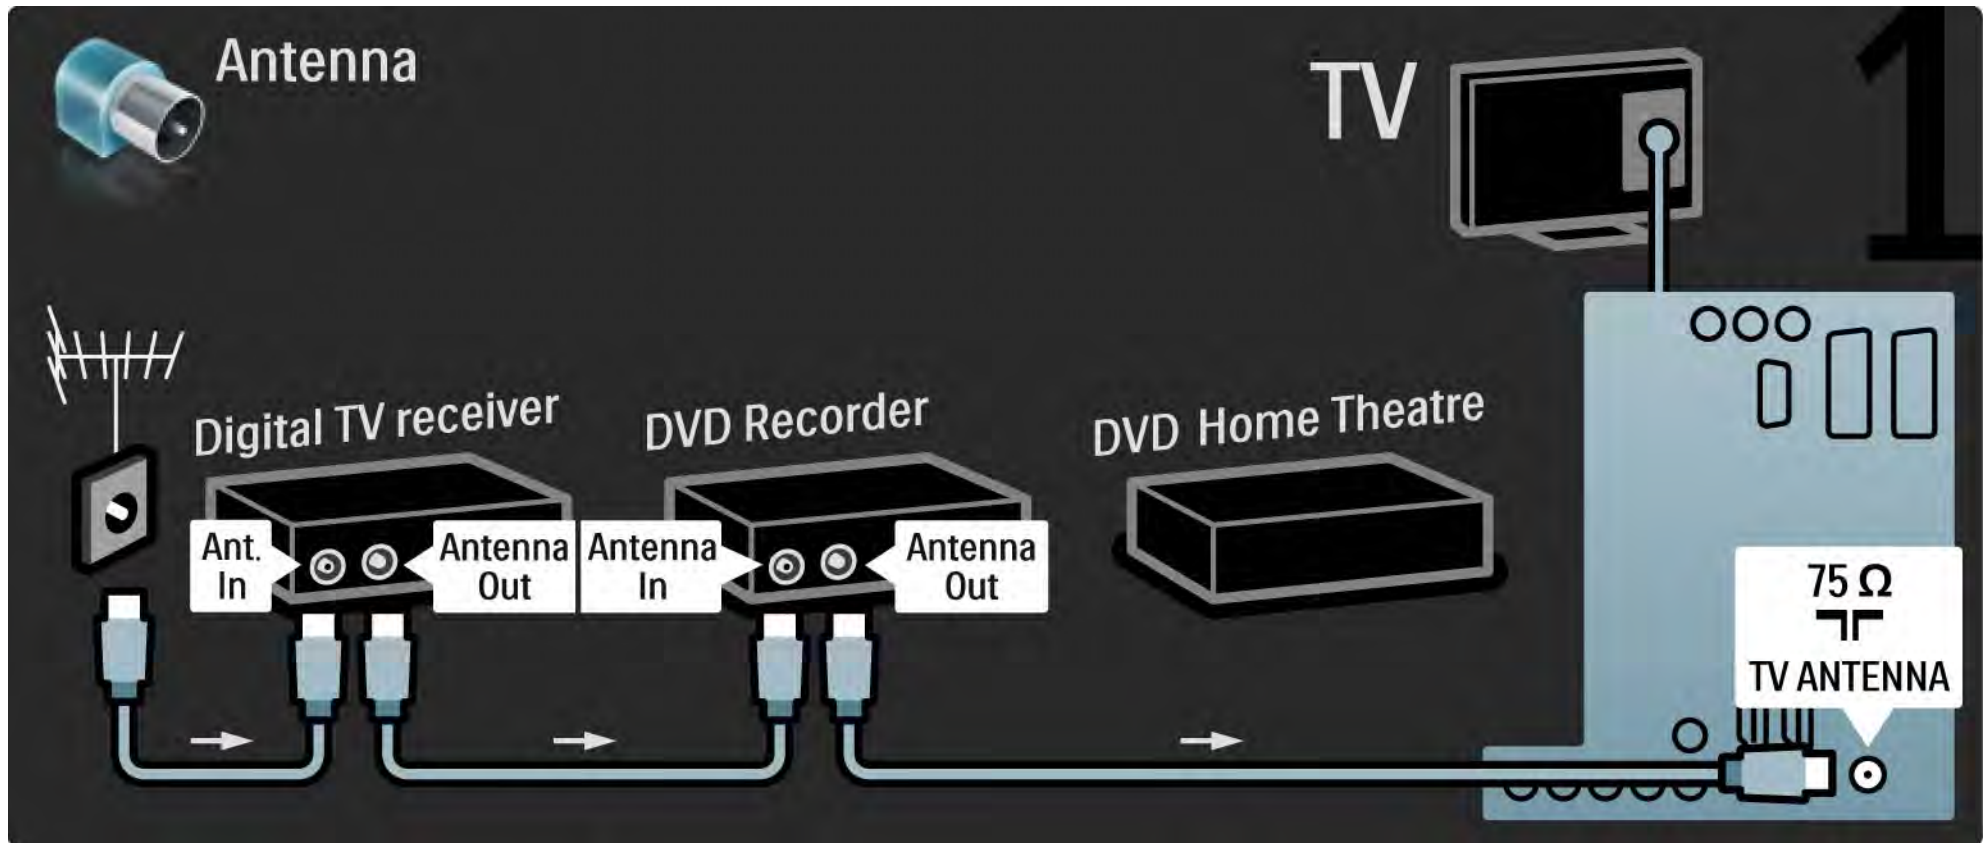 Antenna
TV
1
Digital TV receiver
DVD Recorder
DVD Home Theatre
Ant.
In
Antenna
Out
Antenna
In
Antenna
Out
75 Ω
TV ANTENNA